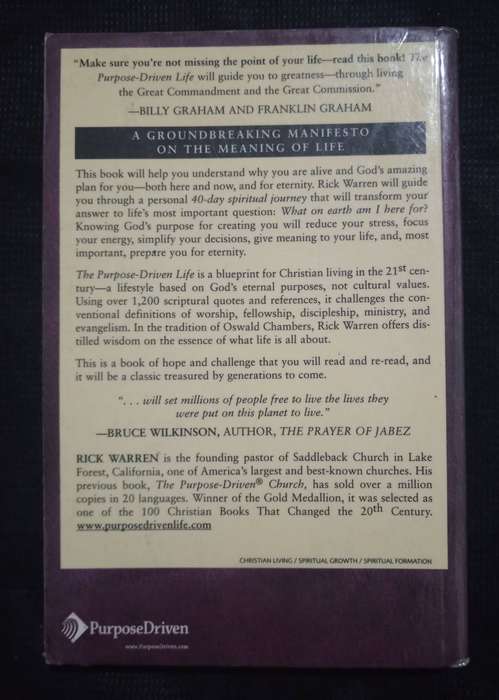 "Make sure you're not missing the point of your life—read this book! The
Purpose-Driven Life will guide you to greatness—through living
the Great Commandment and the Great Commission."
—BILLY GRAHAM AND FRANKLIN GRAHAM
A GROUNDBREAKING MANIFESTO
ON THE MEANING OF LIFE
This book will help you understand why you are alive and God's amazing
plan for you—both here and now, and for eternity. Rick Warren will guide
you through a personal 40-day spiritual journey that will transform your
answer to life's most important question: What on earth am I here for?
Knowing God's purpose for creating you will reduce your stress, focus
your energy, simplify your decisions, give meaning to your life, and, most
important, prepare you for eternity.
The Purpose-Driven Life is a blueprint for Christian living in the 21st cen-
tury—a lifestyle based on God's eternal purposes, not cultural values.
Using over 1,200 scriptural quotes and references, it challenges the con-
ventional definitions of worship, fellowship, discipleship, ministry, and
evangelism. In the tradition of Oswald Chambers, Rick Warren offers dis-
tilled wisdom on the essence of what life is all about.
This is a book of hope and challenge that you will read and re-read, and
it will be a classic treasured by generations to come.
". . . will set millions of people free to live the lives they
were put on this planet to live."
—BRUCE WILKINSON, AUTHOR, THE PRAYER OF JABEZ
RICK WARREN is the founding pastor of Saddleback Church in Lake
Forest, California, one of America's largest and best-known churches. His
previous book, The Purpose-Driven® Church, has sold over a million
copies in 20 languages. Winner of the Gold Medallion, it was selected as
one of the 100 Christian Books That Changed the 20th Century.
www.purposedrivenlife.com
CHRISTIAN LIVING / SPIRITUAL GROWTH / SPIRITUAL FORMATION
PurposeDriven
www.PurposeDriven.com